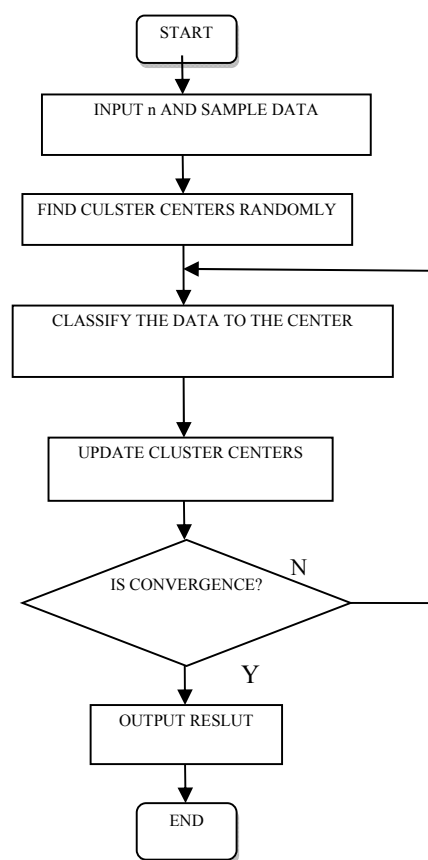 START
INPUT n AND SAMPLE DATA
FIND CULSTER CENTERS RANDOMLY
CLASSIFY THE DATA TO THE CENTER
UPDATE CLUSTER CENTERS
IS CONVERGENCE?
N
Y
OUTPUT RESLUT
END